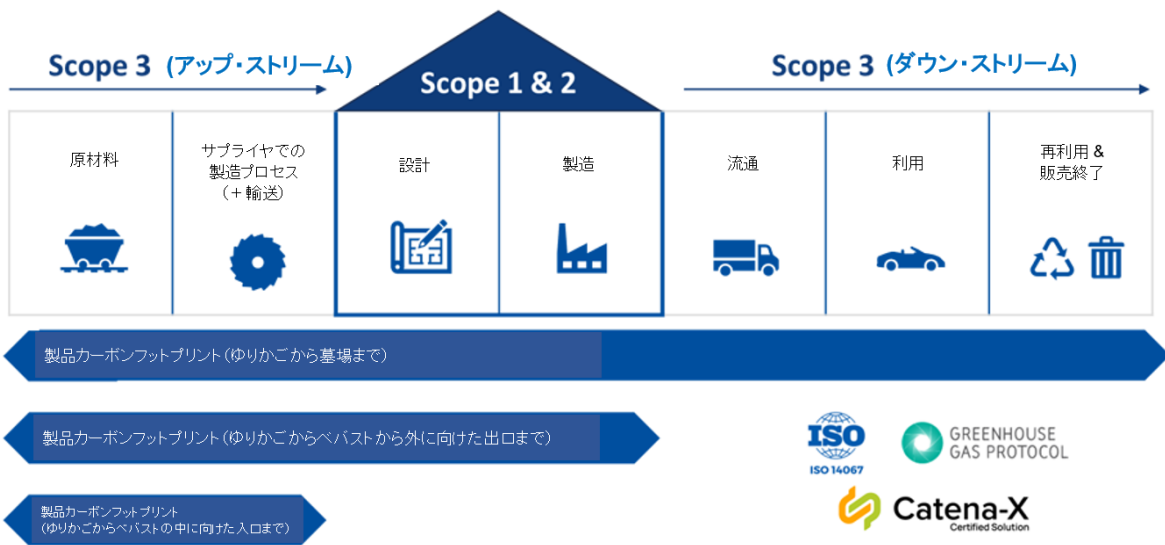 Scope 3 (アップ・ストリーム)
Scope 1 & 2
Scope 3 (ダウン・ストリーム)
原材料
サプライヤでの
製造プロセス
(＋輸送)
設計
製造
流通
利用
再利用 &
販売終了
製品カーボンフットプリント(ゆりかごから墓場まで)
製品カーボンフットプリント(ゆりかごからベバストから外に向けた出口まで)
製品カーボンフットプリント
(ゆりかごからベバストの中に向けた入口まで)
ISO
ISO 14067
GREENHOUSE
GAS PROTOCOL
Catena-X
Certified Solution